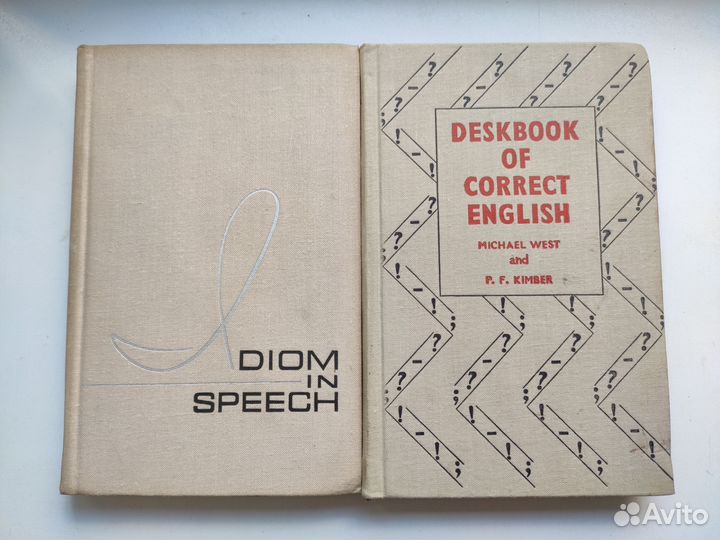 IDIOM
IN
SPEECH
DESKBOOK
OF
CORRECT
ENGLISH
MICHAEL WEST
and
P. F. KIMBER
Avito